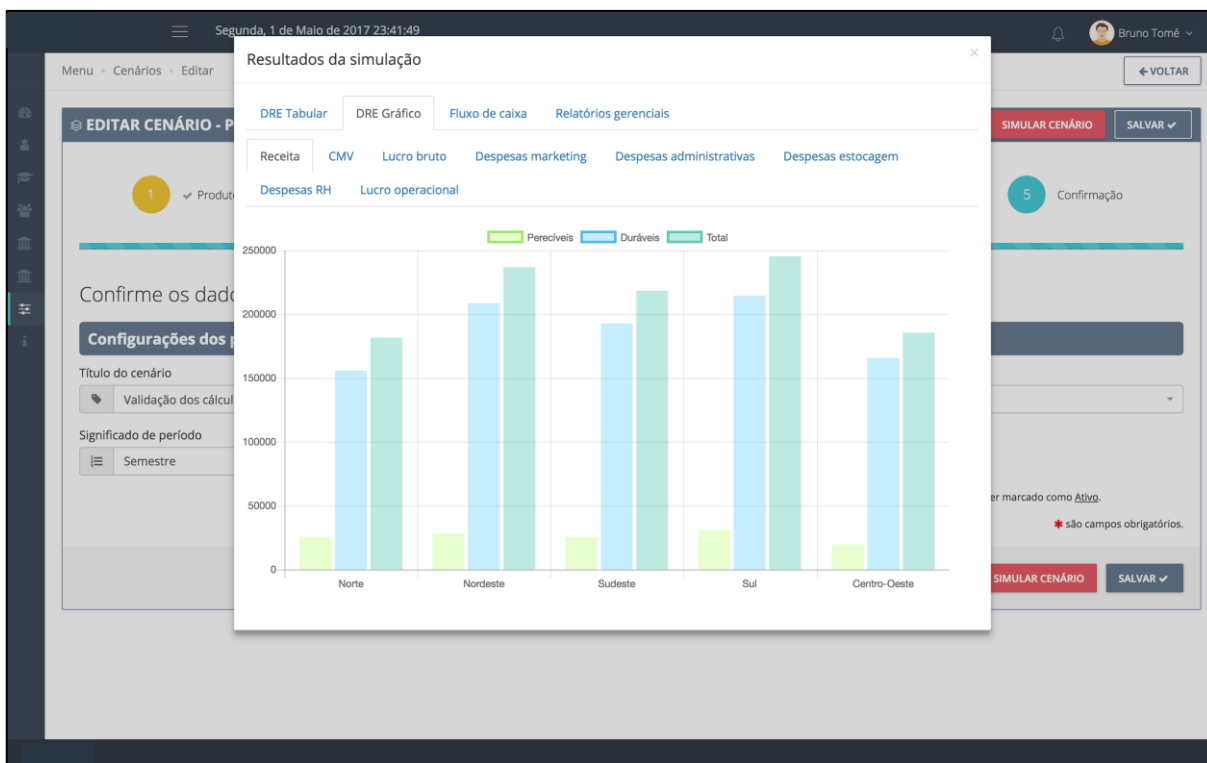 Segunda, 1 de Maio de 2017 23:41:49
Bruno Tomé
Menu Cenários Editar
VOLTAR
EDITAR CENÁRIO - P
SIMULAR CENÁRIO
SALVAR
1
Produt
5
Confirmação
Confirme os dado
Configurações dos p
Título do cenário
Validação dos cálcul
Significado de período
Semestre
er marcado como Ativo.
* são campos obrigatórios.
SIMULAR CENÁRIO
SALVAR
Resultados da simulação
×
DRE Tabular
DRE Gráfico
Fluxo de caixa
Relatórios gerenciais
Receita
CMV
Lucro bruto
Despesas marketing
Despesas administrativas
Despesas estocagem
Despesas RH
Lucro operacional
Perecíveis
Duráveis
Total
250000
200000
150000
100000
50000
0
Norte
Nordeste
Sudeste
Sul
Centro-Oeste